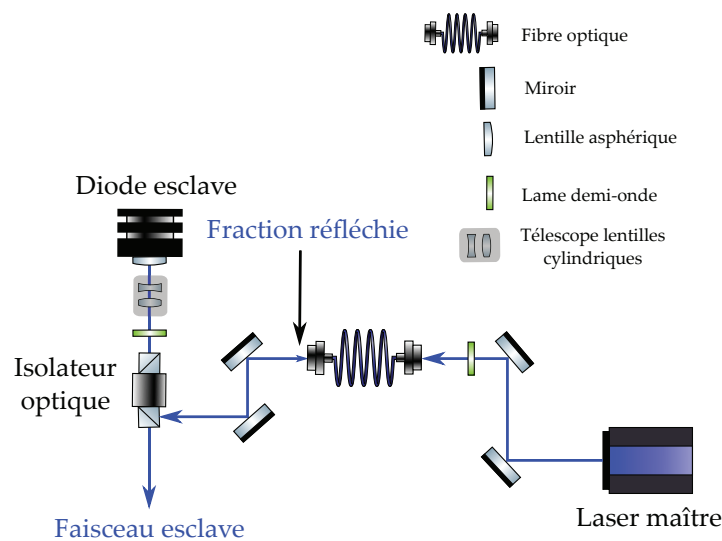 Fibre optique
Miroir
Lentille asphérique
Lame demi-onde
Télescope lentilles
cylindriques
Diode esclave
Fraction réfléchie
Isolateur
optique
Faisceau esclave
Laser maître